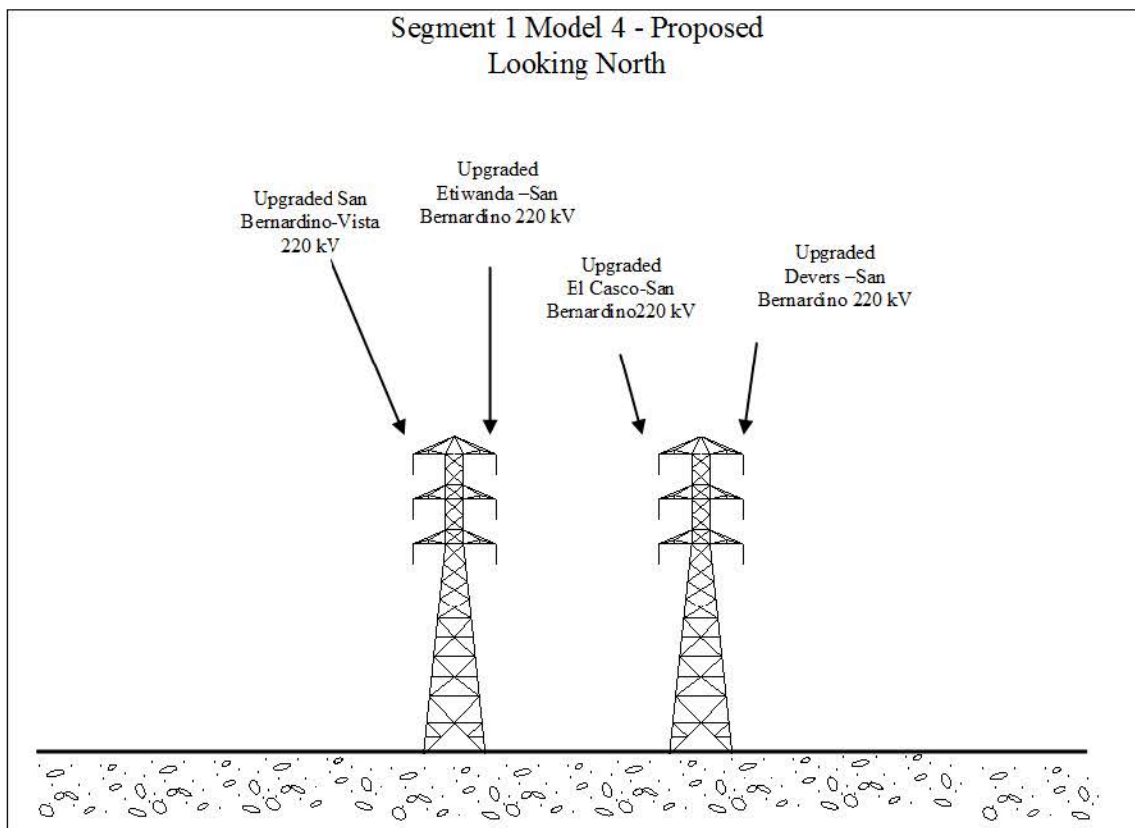 Segment 1 Model 4 - Proposed
Looking North
Upgraded San
Bernardino-Vista
220 kV
Upgraded
Etiwanda –San
Bernardino 220 kV
Upgraded
El Casco-San
Bernardino220 kV
Upgraded
Devers –San
Bernardino 220 kV